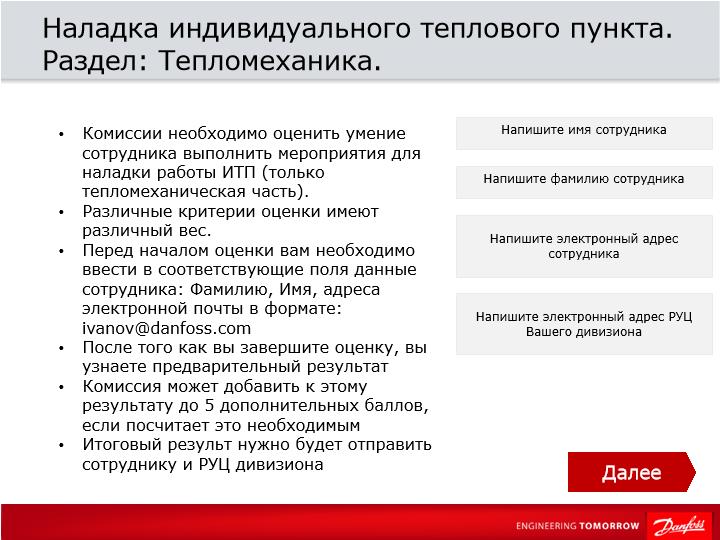 Наладка индивидуального теплового пункта.
Раздел: Тепломеханика.
• Комиссии необходимо оценить умение
сотрудника выполнить мероприятия для
наладки работы ИТП (только
тепломеханическая часть).
• Различные критерии оценки имеют
различный вес.
• Перед началом оценки вам необходимо
ввести в соответствующие поля данные
сотрудника: Фамилию, Имя, адреса
электронной почты в формате:
ivanov@danfoss.com
• После того как вы завершите оценку, вы
узнаете предварительный результат
• Комиссия может добавить к этому
результату до 5 дополнительных баллов,
если посчитает это необходимым
• Итоговый результ нужно будет отправить
сотруднику и РУЦ дивизиона
Напишите имя сотрудника
Напишите фамилию сотрудника
Напишите электронный адрес
сотрудника
Напишите электронный адрес РУЦ
Вашего дивизиона
Далее
ENGINEERING TOMORROW
Danfoss